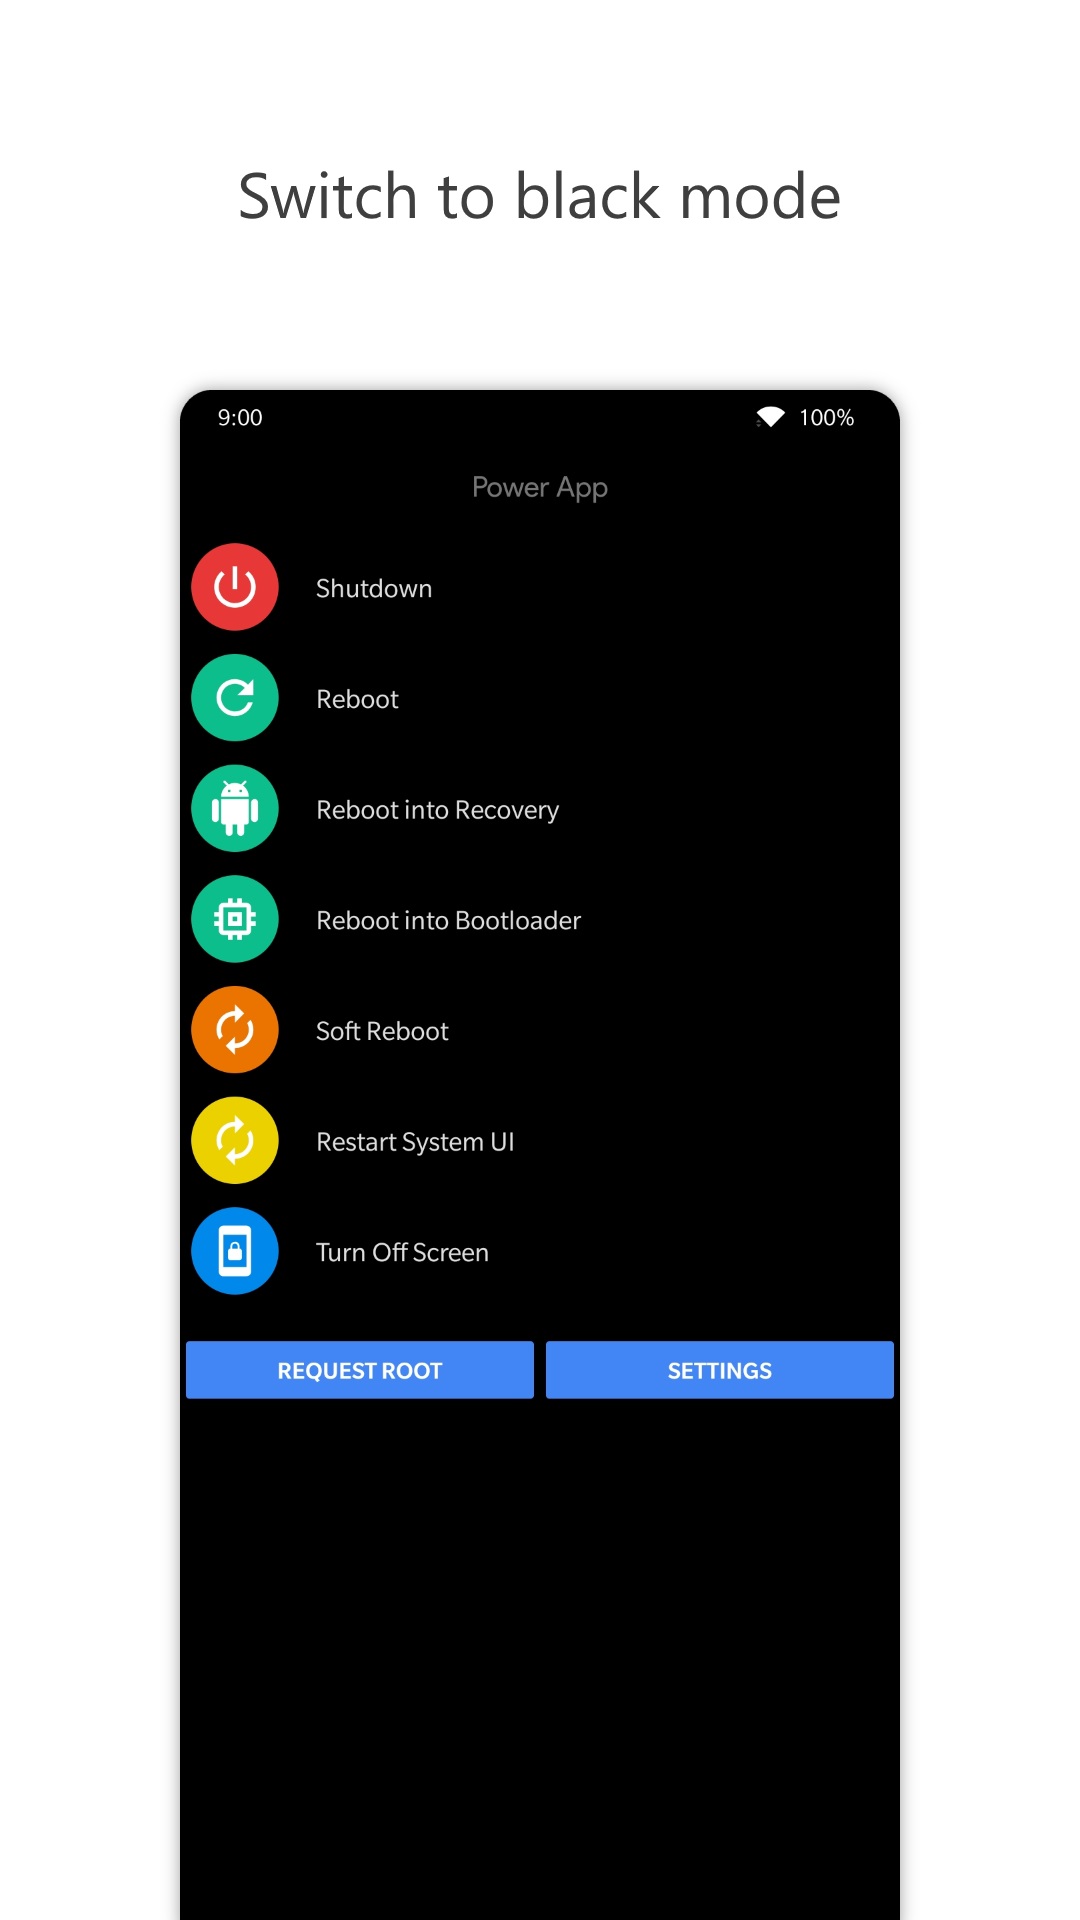 Switch to black mode
9:00 100%
Power App
Shutdown
Reboot
Reboot into Recovery
Reboot into Bootloader
Soft Reboot
Restart System UI
Turn Off Screen
REQUEST ROOT SETTINGS